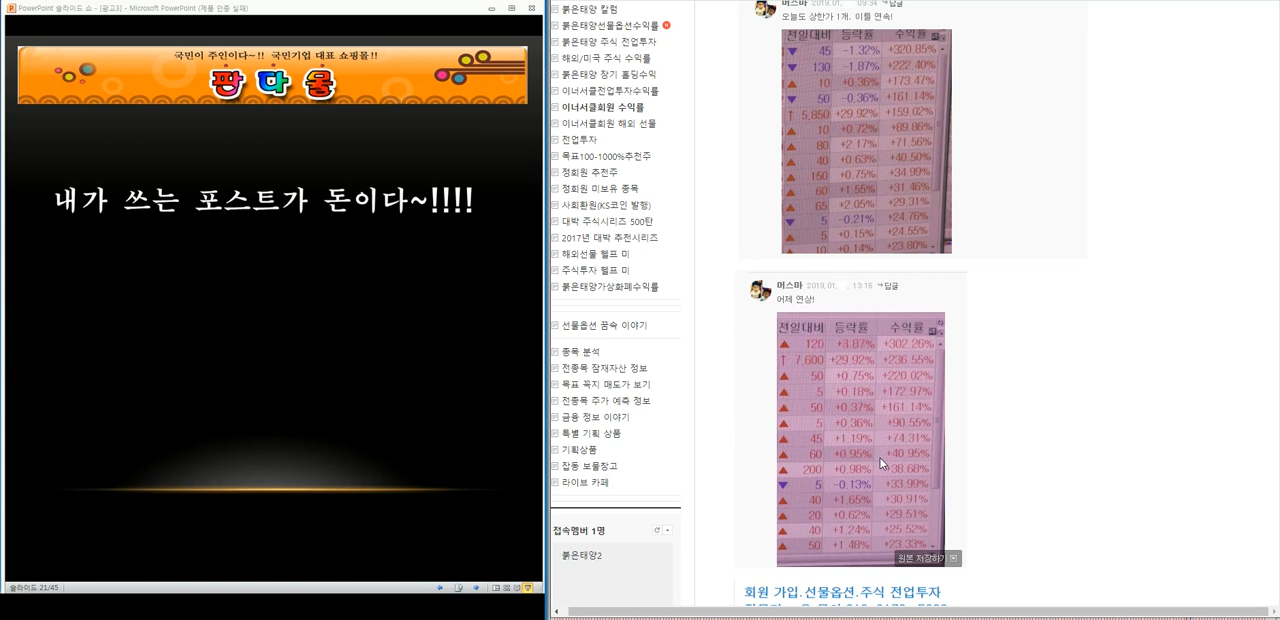 PowerPoint 슬라이드 쇼 - [광고3] - Microsoft PowerPoint (제품 인증 실패)
국민이 주인이다~!! 국민기업 대표 쇼핑몰!!
판다몰
내가 쓰는 포스트가 돈이다~!!!!
슬라이드 21/45
붉은태양 칼럼
붉은태양선물옵션수익률
붉은태양 주식 전업투자
해외/미국 주식 수익률
붉은태양 장기 홀딩수익
이너서클전업투자수익률
이너서클회원 수익률
이너서클회원 해외 선물
전업투자
목표100-1000%추천주
정회원 추천주
정회원 미보유 종목
사회환원(KS코인 발행)
대박 주식시리즈 500탄
2017년 대박 추천시리즈
해외선물 헬프 미
주식투자 헬프 미
붉은태양가상화폐수익률
선물옵션 꿈속 이야기
종목 분석
전종목 잠재자산 정보
목표 꼭지 매도가 보기
전종목 주가 예측 정보
금융 정보 이야기
특별 기획 상품
기획상품
잡동 보물창고
라이브 카페
접속멤버 1명
붉은태양2
머스마 2019. 01. 09:34 답글
오늘도 상한가 1개. 이틀 연속!
전일대비 등락률 수익률
▼ 45 -1.32% +320.85%
▼ 130 -1.87% +222.40%
▲ 10 +0.36% +173.47%
▼ 50 -0.36% +161.14%
↑ 5,850 +29.92% +159.02%
▲ 10 +0.72% +89.86%
▲ 80 +2.17% +71.56%
▲ 40 +0.63% +40.50%
▲ 150 +0.75% +34.99%
▲ 60 +1.55% +31.46%
▲ 65 +2.05% +29.31%
▼ 5 -0.21% +24.76%
▲ 5 +0.15% +24.55%
▲ 10 +0.14% +23.80%
머스마 2019. 01. 13:16 답글
어제 연상!
전일대비 등락률 수익률
▲ 120 +3.87% +302.26%
↑ 7,600 +29.92% +236.55%
▲ 50 +0.75% +220.02%
▲ 5 +0.18% +172.97%
▲ 50 +0.37% +161.14%
▲ 5 +0.36% +90.55%
▲ 45 +1.19% +74.31%
▲ 60 +0.95% +40.95%
▲ 200 +0.98% +38.68%
▼ 5 -0.13% +33.99%
▲ 40 +1.65% +30.91%
▲ 20 +0.62% +29.51%
▲ 40 +1.24% +25.52%
▲ 50 +1.48% +23.33%
원본 저장하기
회원 가입.선물옵션.주식 전업투자